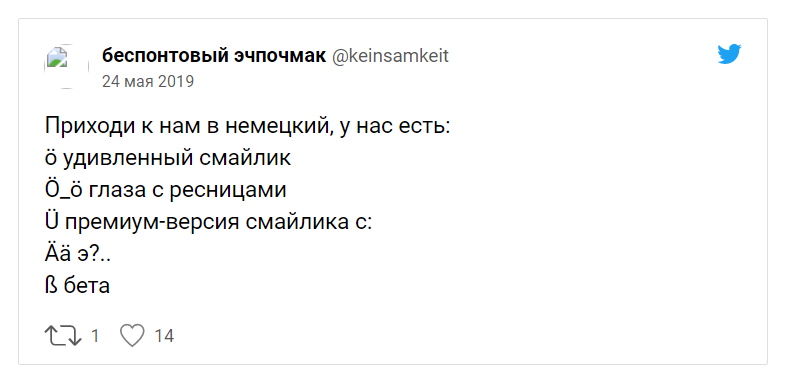 беспонтовый эчпочмак @keinsamkeit
24 мая 2019
Приходи к нам в немецкий, у нас есть:
ö удивленный смайлик
Ö_ö глаза с ресницами
Ü премиум-версия смайлика с:
Ää э?..
ß бета
1 14